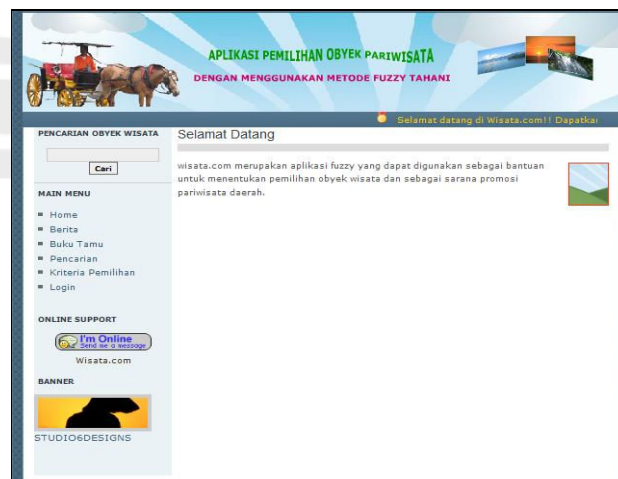 APLIKASI PEMILIHAN OBYEK PARIWISATA
DENGAN MENGGUNAKAN METODE FUZZY TAHANI
Selamat datang di Wisata.com!! Dapatkan
PENCARIAN OBYEK WISATA
Cari
MAIN MENU
Home
Berita
Buku Tamu
Pencarian
Kriteria Pemilihan
Login
ONLINE SUPPORT
I'm Online
Send me a message
Wisata.com
BANNER
STUDIO6DESIGNS
Selamat Datang
wisata.com merupakan aplikasi fuzzy yang dapat digunakan sebagai bantuan
untuk menentukan pemilihan obyek wisata dan sebagai sarana promosi
pariwisata daerah.